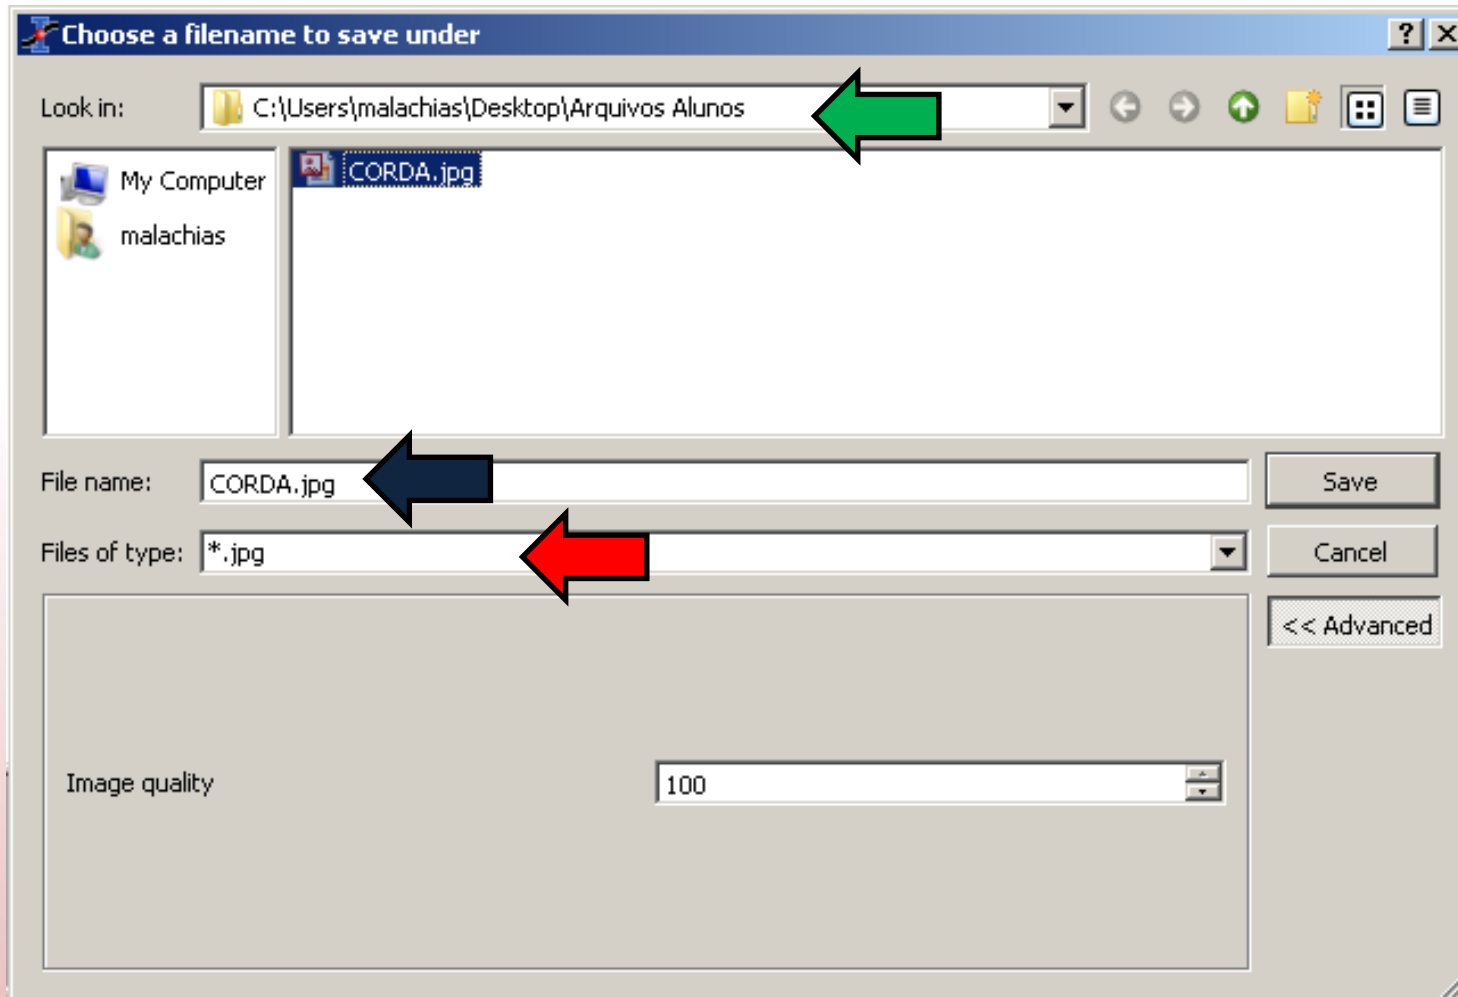 Choose a filename to save under
Look in: C:\Users\malachias\Desktop\Arquivos Alunos
My Computer
malachias
CORDA.jpg
File name: CORDA.jpg Save
Files of type: *.jpg Cancel
<< Advanced
Image quality 100